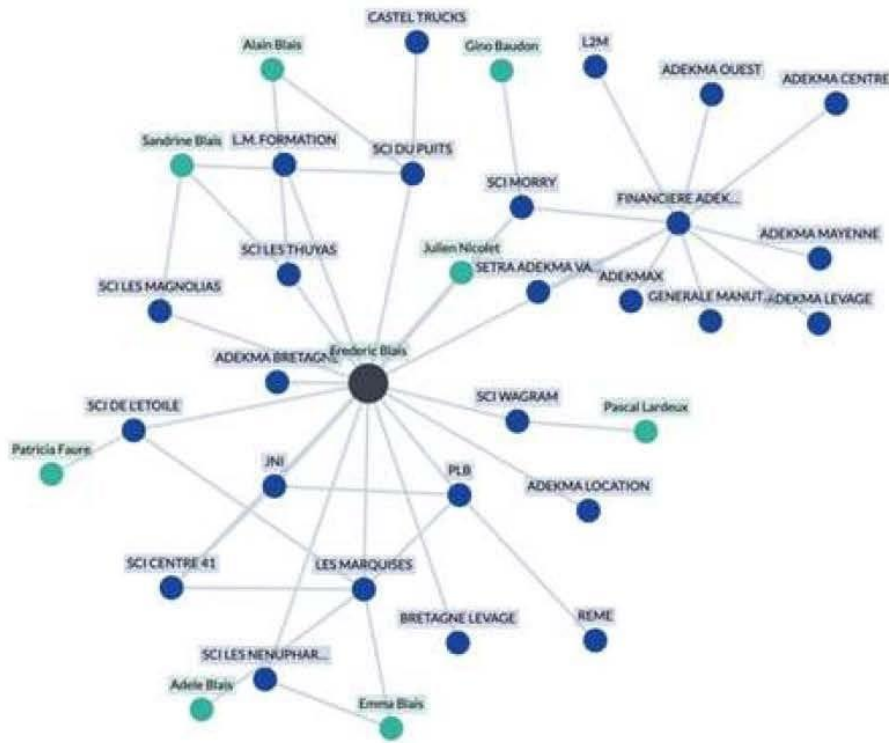 CASTEL TRUCKS
Alain Blais
Gino Baudon
L2M
ADEKMA OUEST
ADEKMA CENTRE
Sandrine Blais
L.M. FORMATION
SCI DU PUITS
SCI MORRY
FINANCIERE ADEK...
ADEKMA MAYENNE
SCI LES THUYAS
Julien Nicolet
SETRA ADEKMA VA...
ADEKMAX
SCI LES MAGNOLIAS
GENERALE MANUT...
ADEKMA LEVAGE
ADEKMA BRETAGNE
Frederic Blais
SCI WAGRAM
Pascal Lardeux
SCI DE L'ETOILE
Patricia Faure
JNI
PLB
ADEKMA LOCATION
SCI CENTRE 41
LES MARQUISES
BRETAGNE LEVAGE
REME
SCI LES NENUPHAR...
Adele Blais
Emma Blais